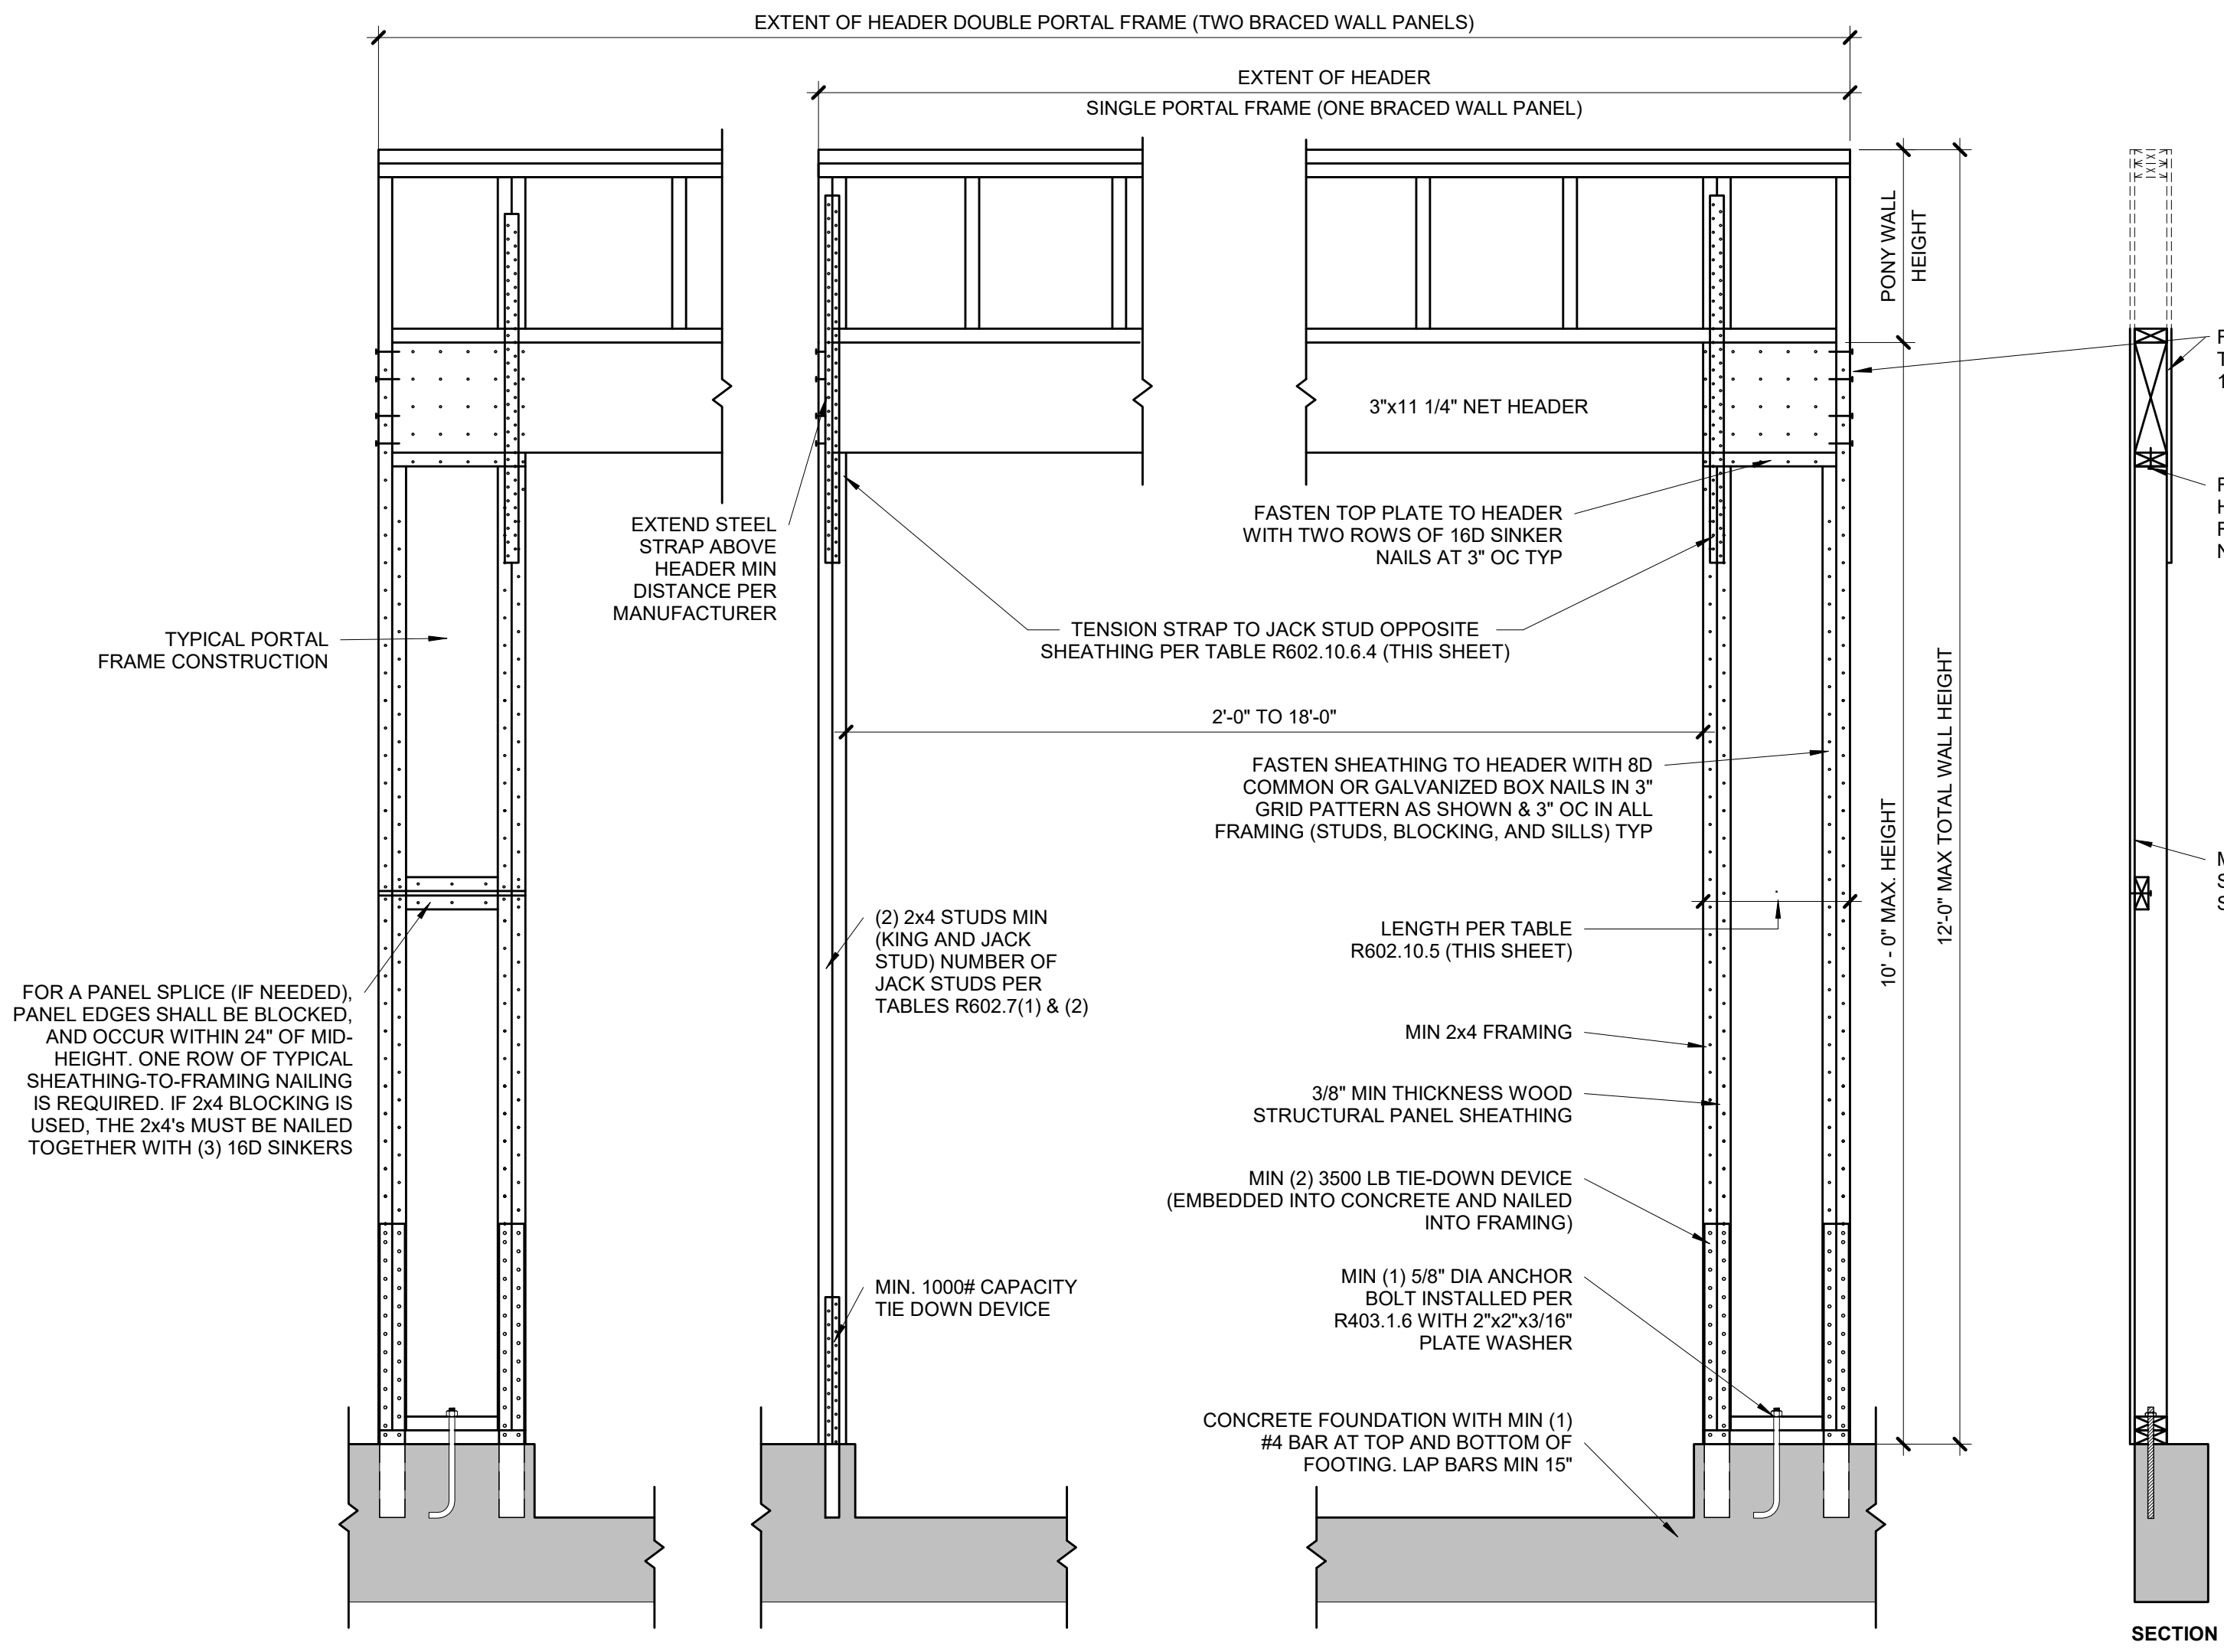 EXTENT OF HEADER DOUBLE PORTAL FRAME (TWO BRACED WALL PANELS)
EXTENT OF HEADER
SINGLE PORTAL FRAME (ONE BRACED WALL PANEL)
PONY WALL
HEIGHT
3"x11 1/4" NET HEADER
EXTEND STEEL
STRAP ABOVE
HEADER MIN
DISTANCE PER
MANUFACTURER
FASTEN TOP PLATE TO HEADER
WITH TWO ROWS OF 16D SINKER
NAILS AT 3" OC TYP
TYPICAL PORTAL
FRAME CONSTRUCTION
TENSION STRAP TO JACK STUD OPPOSITE
SHEATHING PER TABLE R602.10.6.4 (THIS SHEET)
2'-0" TO 18'-0"
FASTEN SHEATHING TO HEADER WITH 8D
COMMON OR GALVANIZED BOX NAILS IN 3"
GRID PATTERN AS SHOWN & 3" OC IN ALL
FRAMING (STUDS, BLOCKING, AND SILLS) TYP
10' - 0" MAX. HEIGHT
12'-0" MAX TOTAL WALL HEIGHT
(2) 2x4 STUDS MIN
(KING AND JACK
STUD) NUMBER OF
JACK STUDS PER
TABLES R602.7(1) & (2)
LENGTH PER TABLE
R602.10.5 (THIS SHEET)
FOR A PANEL SPLICE (IF NEEDED),
PANEL EDGES SHALL BE BLOCKED,
AND OCCUR WITHIN 24" OF MID-
HEIGHT. ONE ROW OF TYPICAL
SHEATHING-TO-FRAMING NAILING
IS REQUIRED. IF 2x4 BLOCKING IS
USED, THE 2x4's MUST BE NAILED
TOGETHER WITH (3) 16D SINKERS
MIN 2x4 FRAMING
3/8" MIN THICKNESS WOOD
STRUCTURAL PANEL SHEATHING
MIN (2) 3500 LB TIE-DOWN DEVICE
(EMBEDDED INTO CONCRETE AND NAILED
INTO FRAMING)
MIN. 1000# CAPACITY
TIE DOWN DEVICE
MIN (1) 5/8" DIA ANCHOR
BOLT INSTALLED PER
R403.1.6 WITH 2"x2"x3/16"
PLATE WASHER
CONCRETE FOUNDATION WITH MIN (1)
#4 BAR AT TOP AND BOTTOM OF
FOOTING. LAP BARS MIN 15"
SECTION